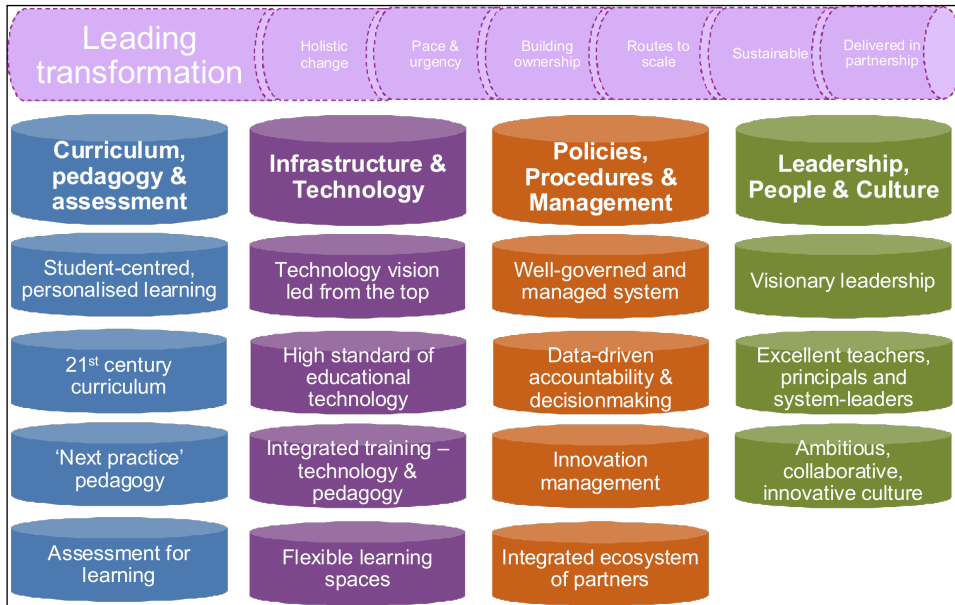 Leading
transformation
Holistic
change
Pace &
urgency
Building
ownership
Routes to
scale
Sustainable
Delivered in
partnership
Curriculum,
pedagogy &
assessment
Student-centred,
personalised learning
21st century
curriculum
‘Next practice’
pedagogy
Assessment for
learning
Infrastructure &
Technology
Technology vision
led from the top
High standard of
educational
technology
Integrated training –
technology &
pedagogy
Flexible learning
spaces
Policies,
Procedures &
Management
Well-governed and
managed system
Data-driven
accountability &
decisionmaking
Innovation
management
Integrated ecosystem
of partners
Leadership,
People & Culture
Visionary leadership
Excellent teachers,
principals and
system-leaders
Ambitious,
collaborative,
innovative culture